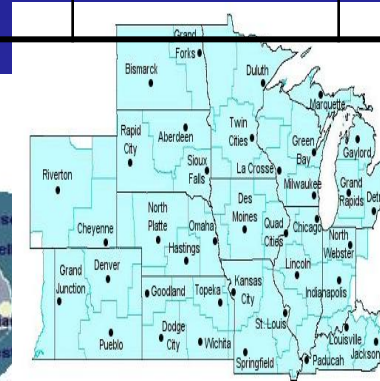 Grand
Forks
Bismarck
Duluth
Marquette
Rapid
City
Aberdeen
Twin
Cities
Green
Bay
Gaylord
Sioux
Falls
La Crosse
Riverton
Milwaukee
Grand
Rapids
Det
North
Platte
Omaha
Des
Moines
Quad
Cities
Chicago
North
Webster
Cheyenne
Hastings
Lincoln
Grand
Junction
Denver
Goodland
Topeka
Kansas
City
Indianapolis
Pueblo
Dodge
City
Wichita
St. Louis
Louisville
Springfield
Paducah
Jackson